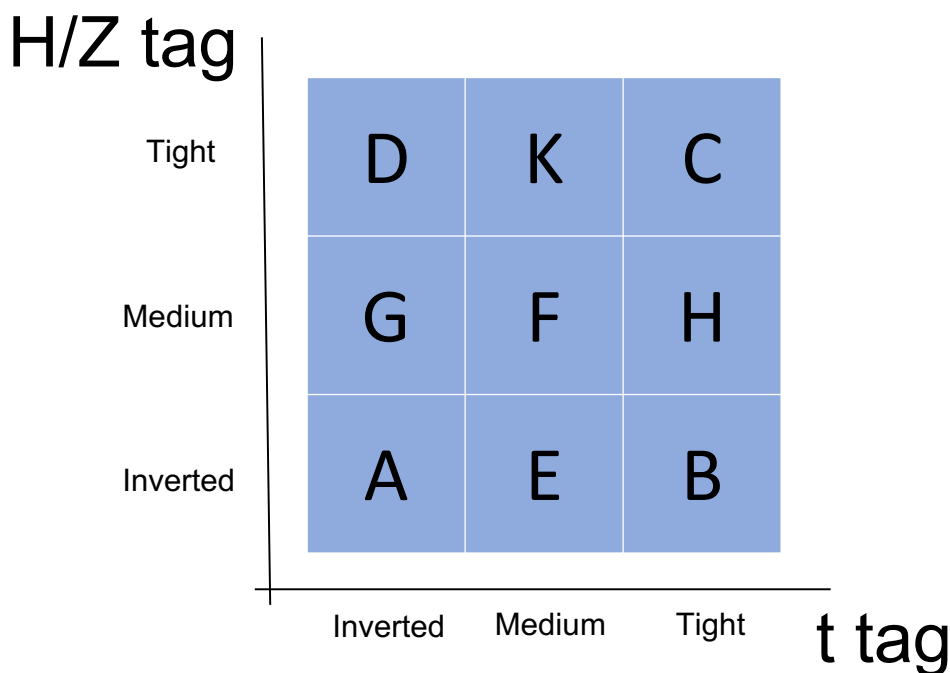 H/Z tag
Tight D K C
Medium G F H
Inverted A E B
Inverted Medium Tight
t tag